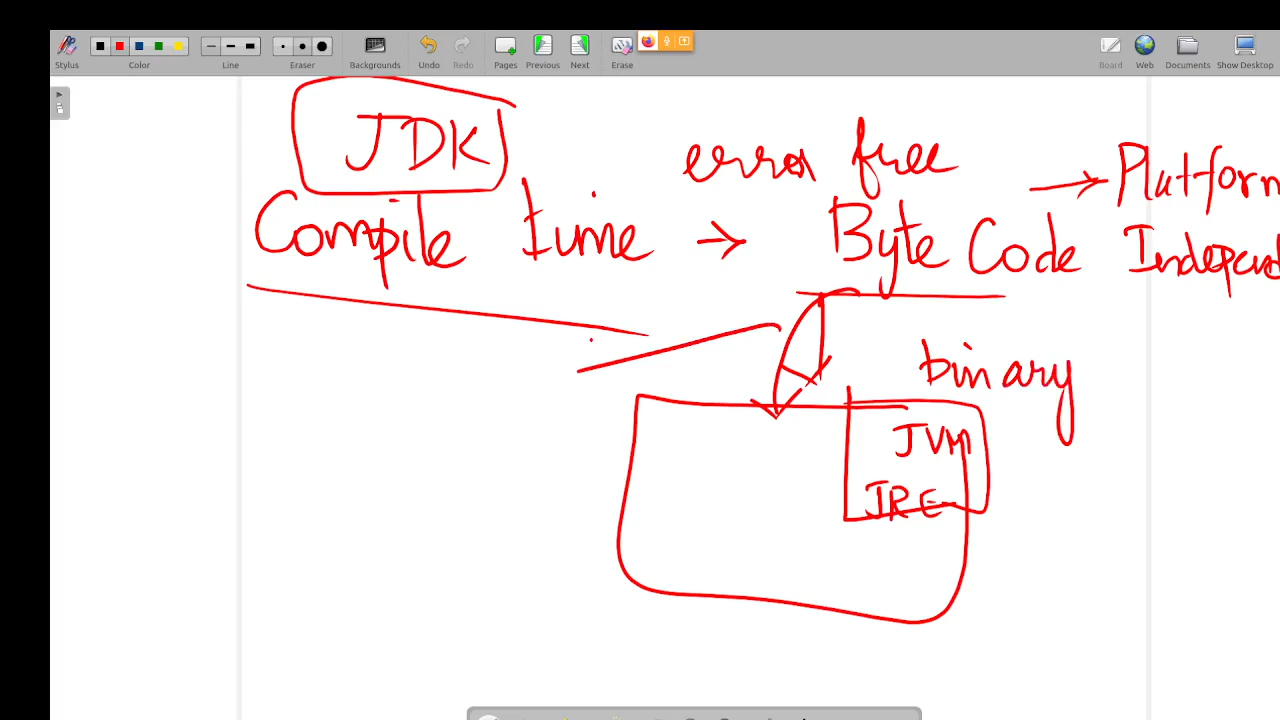 Stylus Color Line Eraser Backgrounds Undo Redo Pages Previous Next Erase Board Web Documents Show Desktop
JDK
error free
→ Platform
Compile time → Byte Code
Independ
binary
JVM
JRE